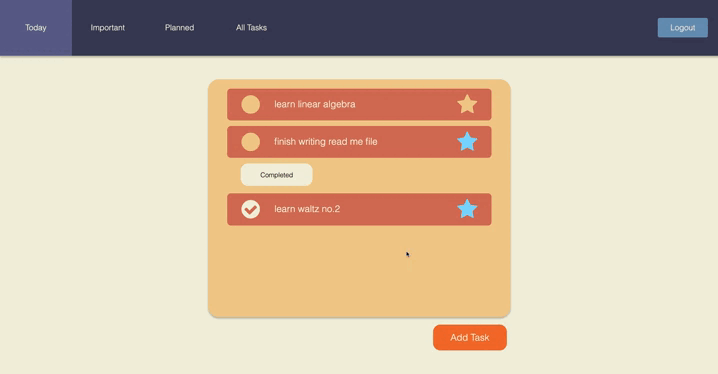 Today
Important
Planned
All Tasks
Logout
learn linear algebra
finish writing read me file
Completed
learn waltz no.2
Add Task